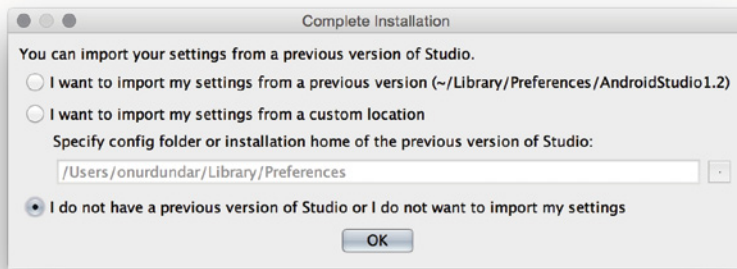 Complete Installation
You can import your settings from a previous version of Studio.
I want to import my settings from a previous version (~/Library/Preferences/AndroidStudio1.2)
I want to import my settings from a custom location
Specify config folder or installation home of the previous version of Studio:
/Users/onurdundar/Library/Preferences
I do not have a previous version of Studio or I do not want to import my settings
OK